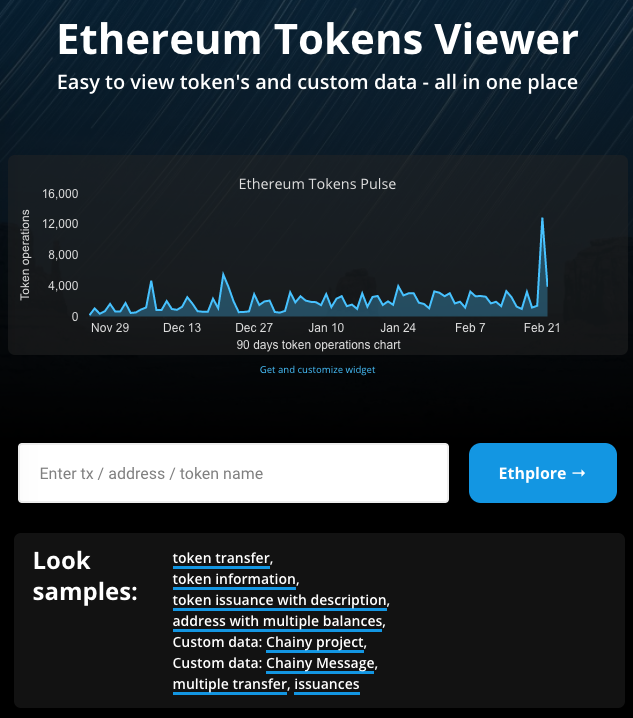 Ethereum Tokens Viewer
Easy to view token's and custom data - all in one place
Ethereum Tokens Pulse
Token operations
16,000
12,000
8,000
4,000
0
Nov 29 Dec 13 Dec 27 Jan 10 Jan 24 Feb 7 Feb 21
90 days token operations chart
Get and customize widget
Enter tx / address / token name
Ethplore →
Look
samples:
token transfer,
token information,
token issuance with description,
address with multiple balances,
Custom data: Chainy project,
Custom data: Chainy Message,
multiple transfer, issuances